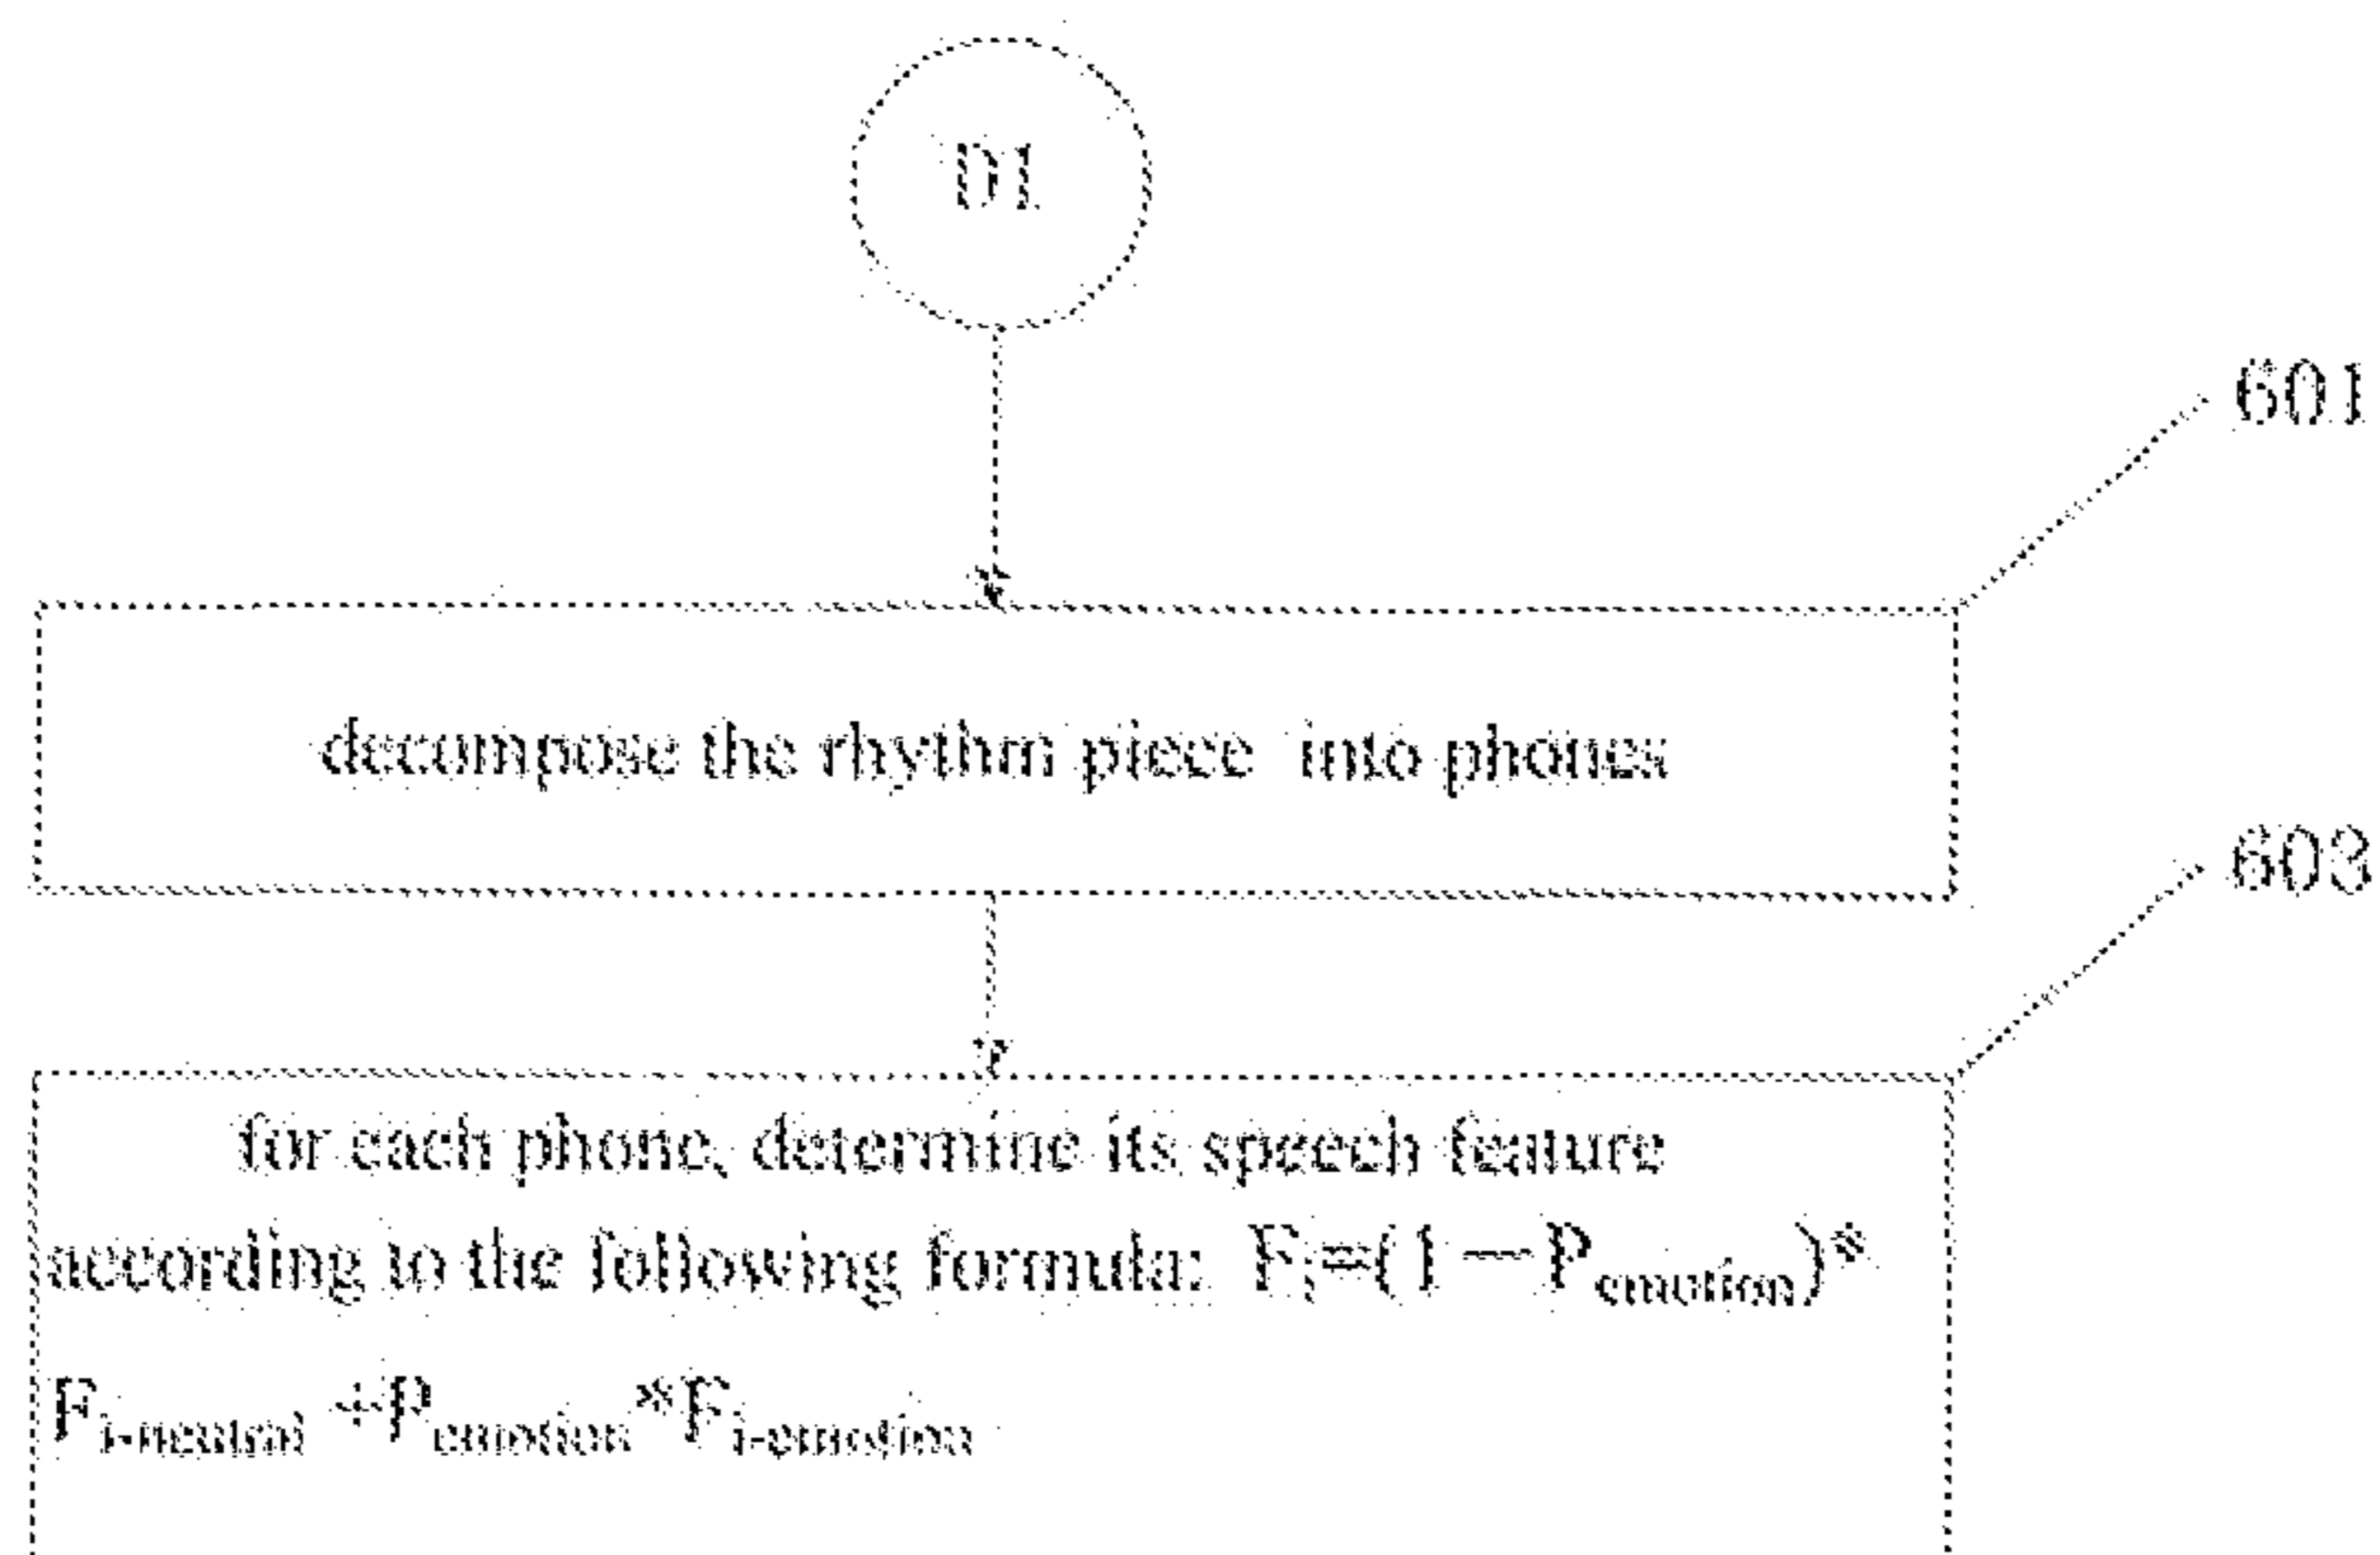 D1
601
decompose the rhythm piece into phones
603
for each phone, determine its speech feature
according to the following formula: Fi=(1-Pemotion)*
Fi-neutral+Pemotion*Fi-emotion